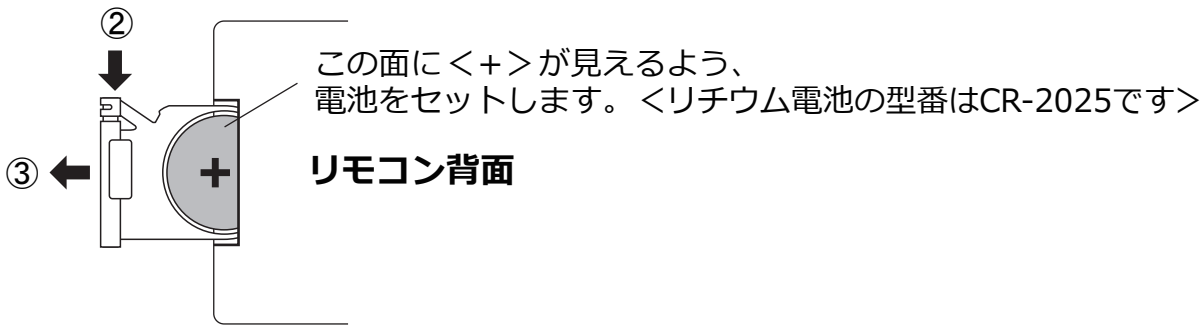 ②
この面に＜+＞が見えるよう、
電池をセットします。＜リチウム電池の型番はCR-2025です＞
③
+
リモコン背面